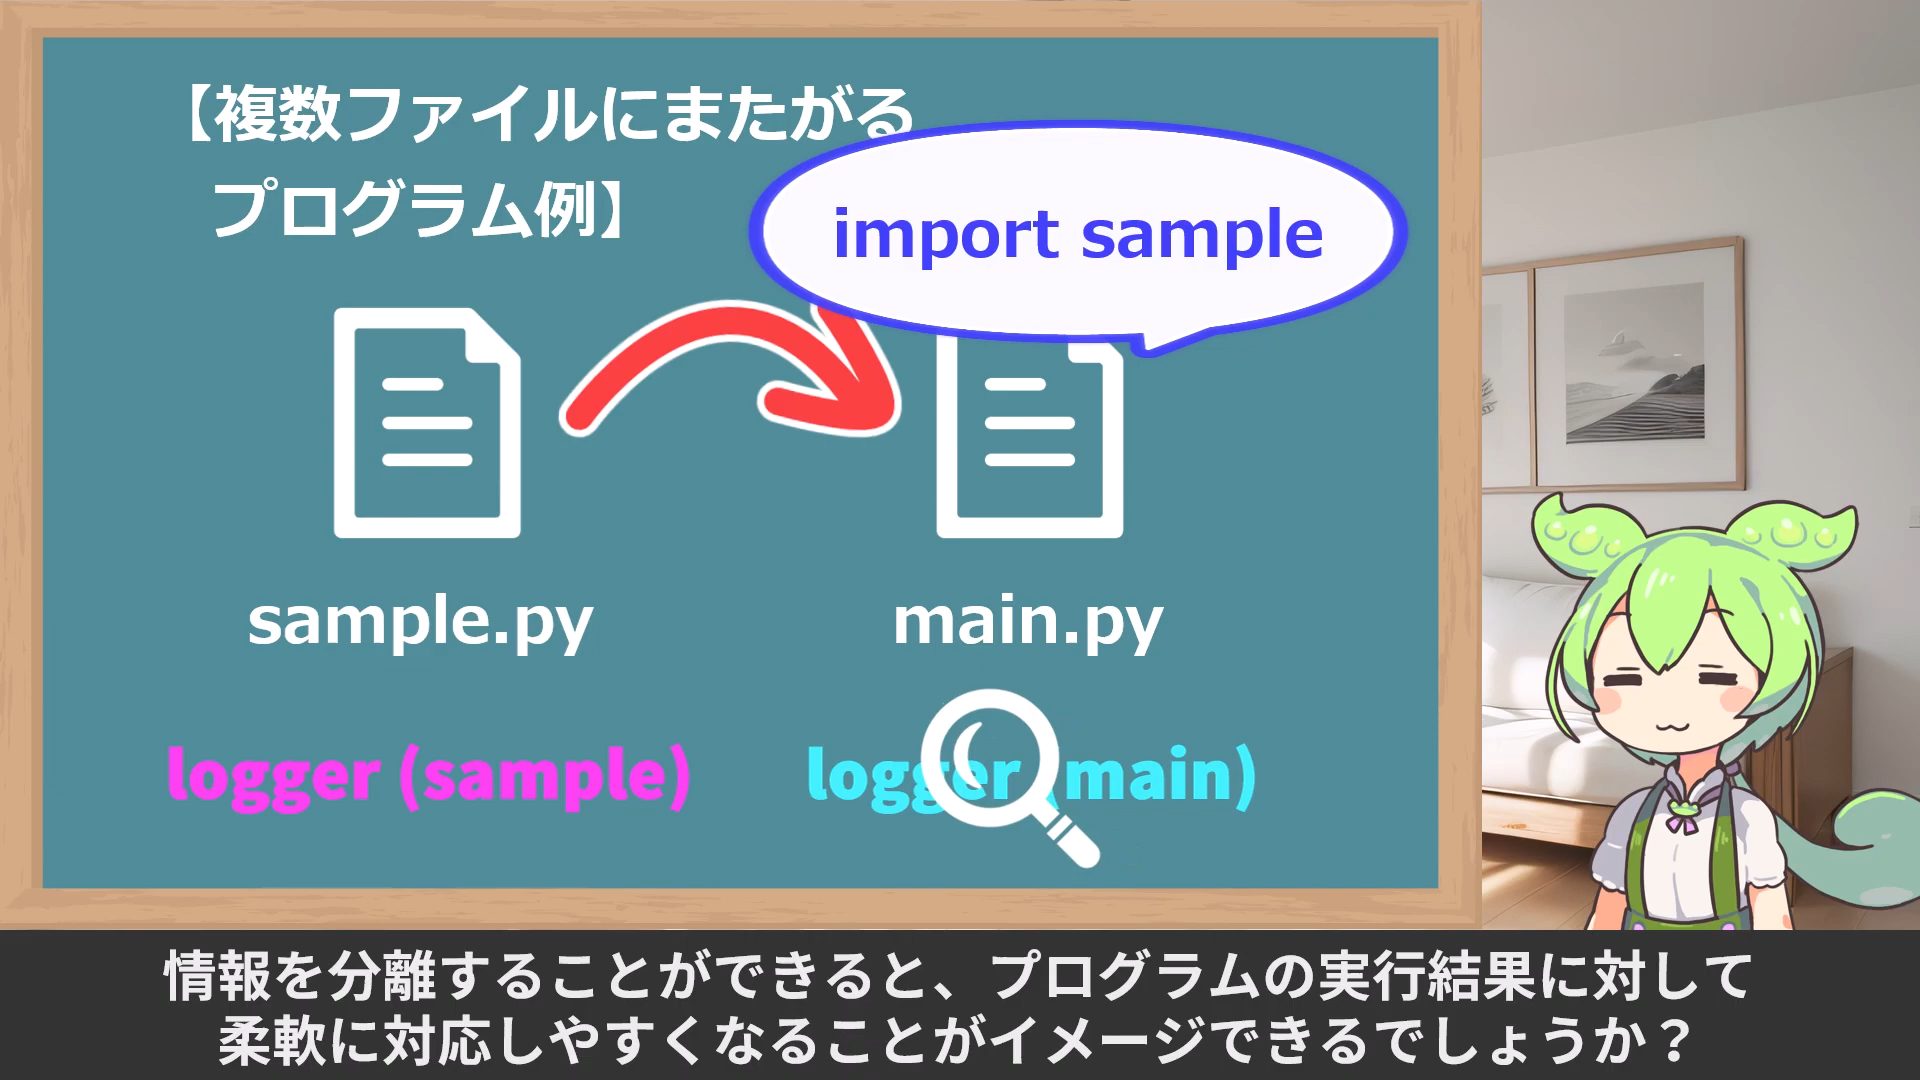 【複数ファイルにまたがる
プログラム例】
import sample
sample.py
main.py
logger (sample)
logger (main)
情報を分離することができると、プログラムの実行結果に対して
柔軟に対応しやすくなることがイメージできるでしょうか？